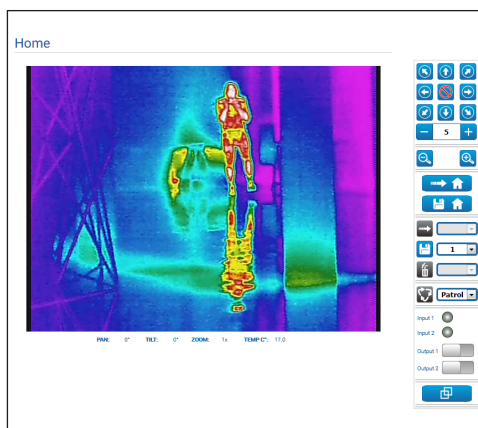 Home
5
1
Patrol
Input 1
Input 2
Output 1
Output 2
PAN: 0° TILT: 0° ZOOM: 1x TEMP C°: 17,0